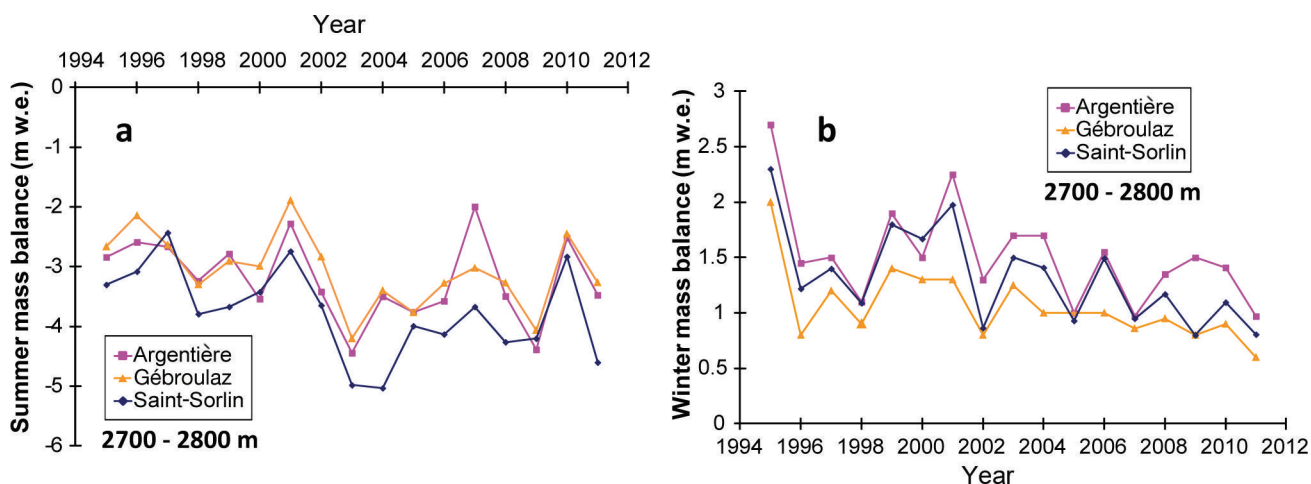 Year
1994 1996 1998 2000 2002 2004 2006 2008 2010 2012
Summer mass balance (m w.e.)
0
-1
-2
-3
-4
-5
-6
a
Argentière
Gébroulaz
Saint-Sorlin
2700 - 2800 m
Winter mass balance (m w.e.)
3
2.5
2
1.5
1
0.5
0
b
Argentière
Gébroulaz
Saint-Sorlin
2700 - 2800 m
1994 1996 1998 2000 2002 2004 2006 2008 2010 2012
Year